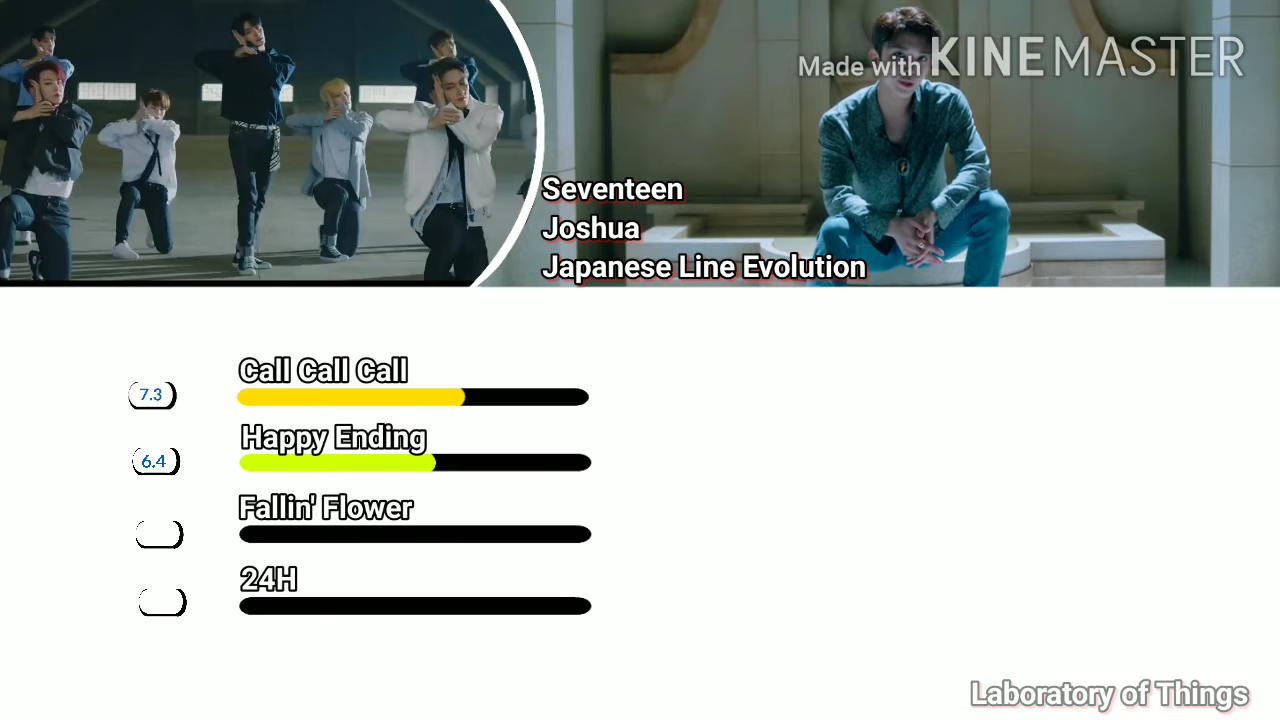 Made with KINEMASTER
Seventeen
Joshua
Japanese Line Evolution
Call Call Call
7.3
Happy Ending
6.4
Fallin' Flower
24H
Laboratory of Things